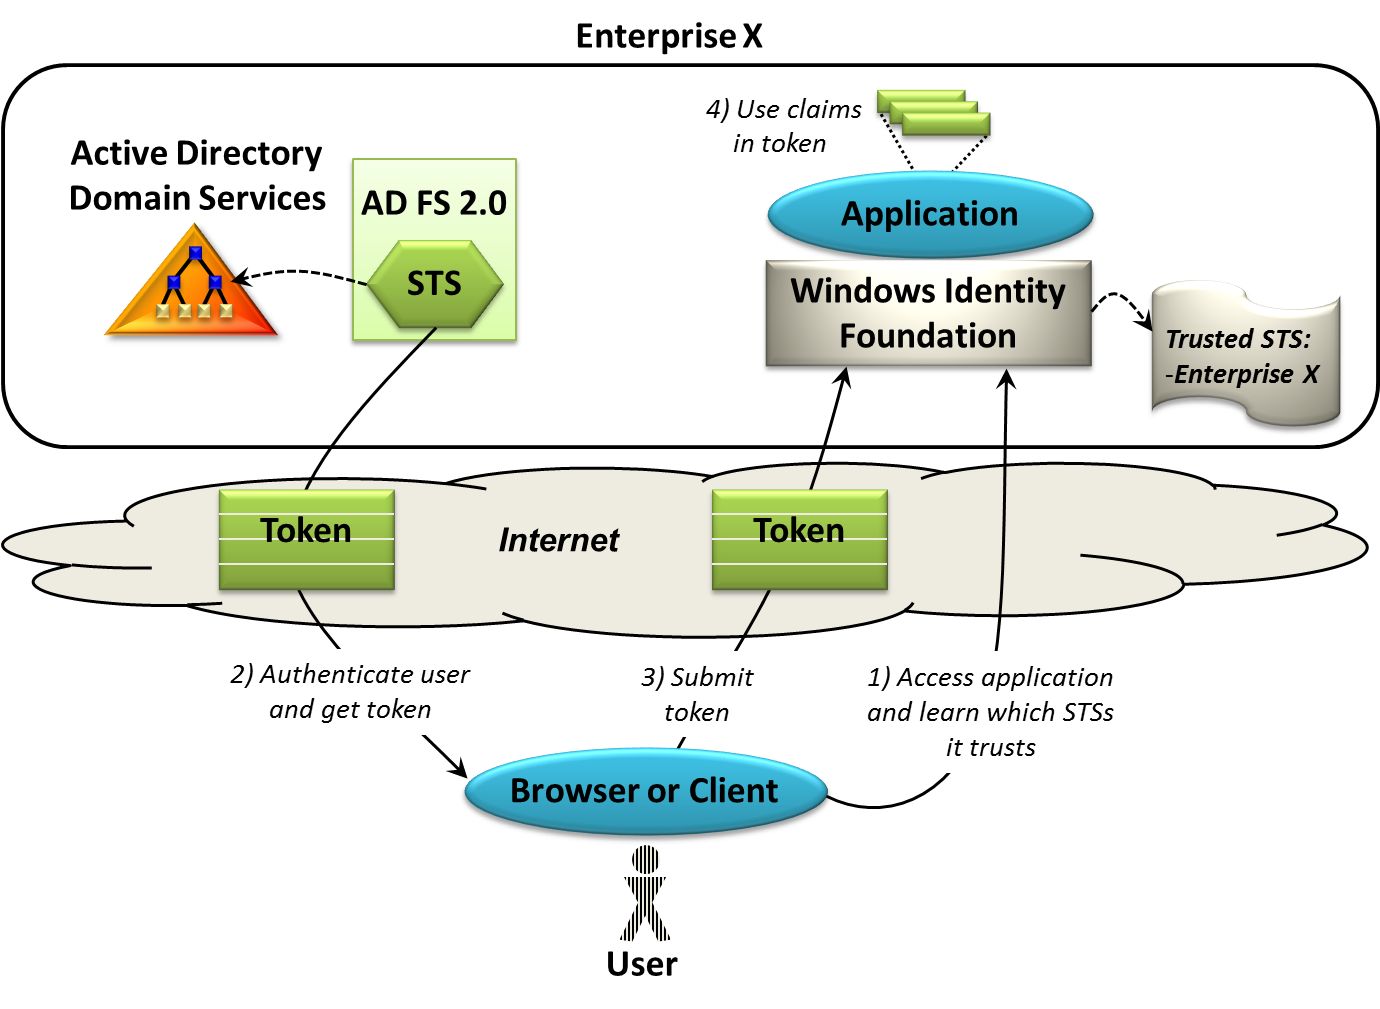 Enterprise X
4) Use claims
in token
Active Directory
Domain Services
AD FS 2.0
STS
Application
Windows Identity
Foundation
Trusted STS:
-Enterprise X
Token
Internet
Token
2) Authenticate user
and get token
3) Submit
token
1) Access application
and learn which STSs
it trusts
Browser or Client
User